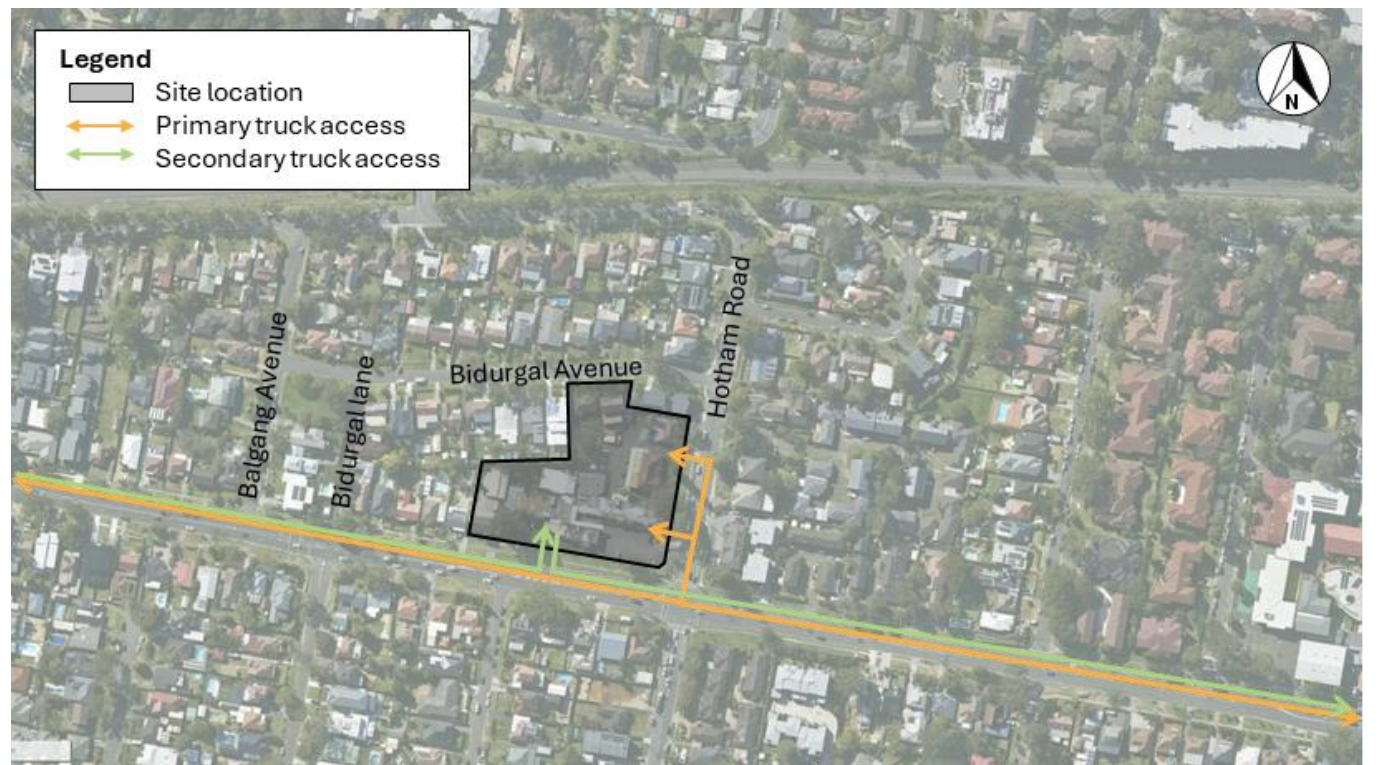 Legend
Site location
Primary truck access
Secondary truck access
N
Hotham Road
Balgang Avenue
Bidurgal lane
Bidurgal Avenue